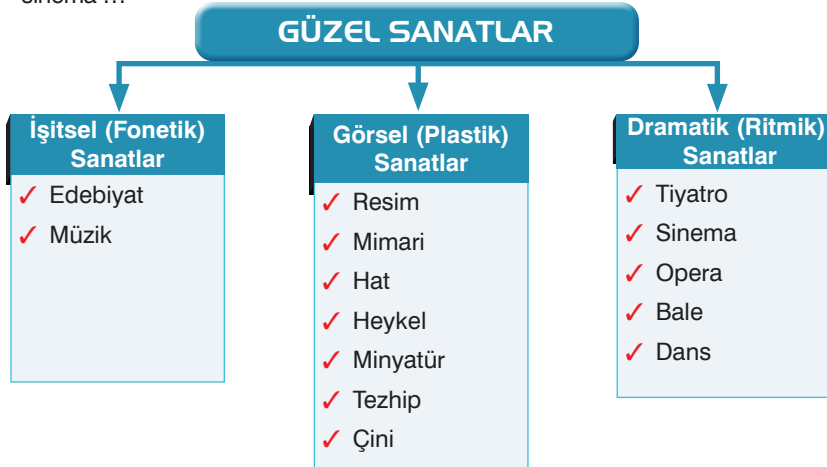 sinema ...
GÜZEL SANATLAR
İşitsel (Fonetik)
Sanatlar
✓ Edebiyat
✓ Müzik
Görsel (Plastik)
Sanatlar
✓ Resim
✓ Mimari
✓ Hat
✓ Heykel
✓ Minyatür
✓ Tezhip
✓ Çini
Dramatik (Ritmik)
Sanatlar
✓ Tiyatro
✓ Sinema
✓ Opera
✓ Bale
✓ Dans